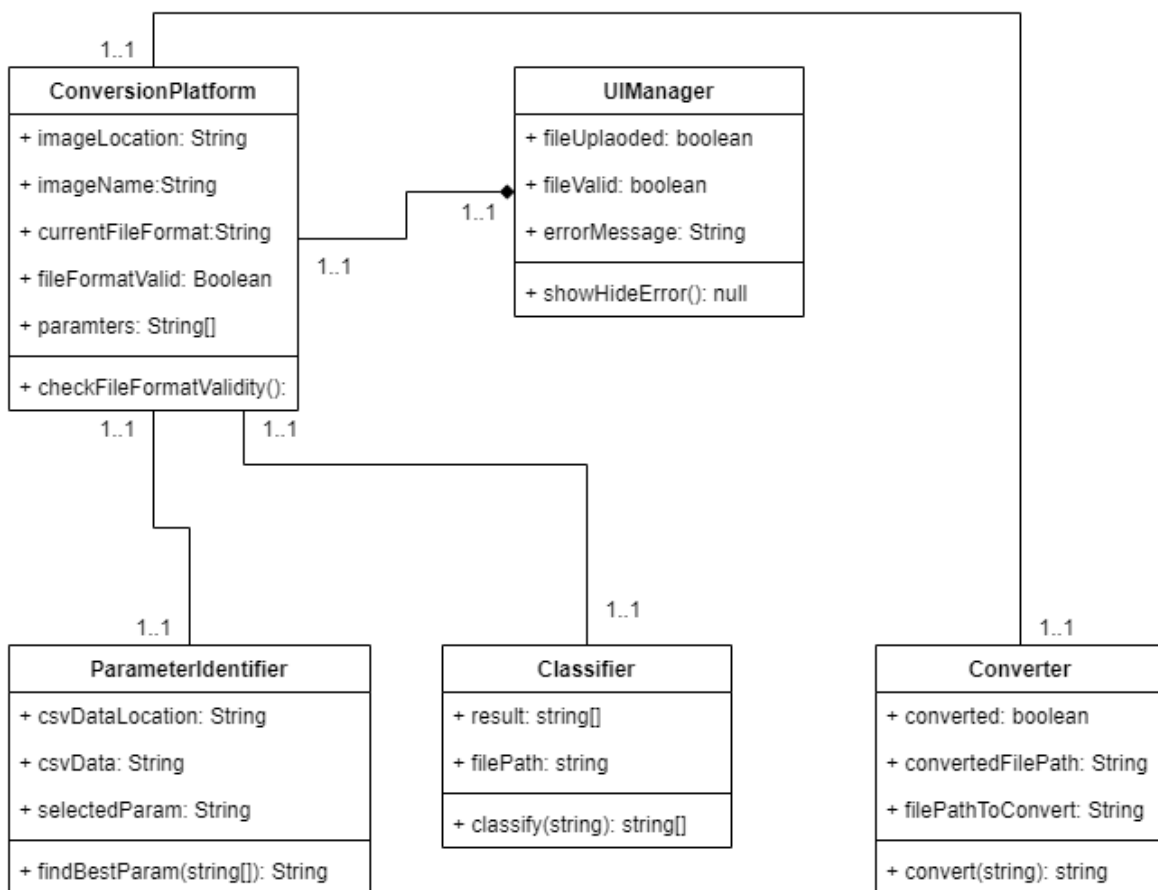 1..1
ConversionPlatform
+ imageLocation: String
+ imageName:String
+ currentFileFormat:String
+ fileFormatValid: Boolean
+ paramters: String[]
+ checkFileFormatValidity():
UIManager
+ fileUplaoded: boolean
+ fileValid: boolean
+ errorMessage: String
+ showHideError(): null
1..1
1..1
1..1
1..1
1..1
1..1
1..1
ParameterIdentifier
+ csvDataLocation: String
+ csvData: String
+ selectedParam: String
+ findBestParam(string[]): String
Classifier
+ result: string[]
+ filePath: string
+ classify(string): string[]
Converter
+ converted: boolean
+ convertedFilePath: String
+ filePathToConvert: String
+ convert(string): string